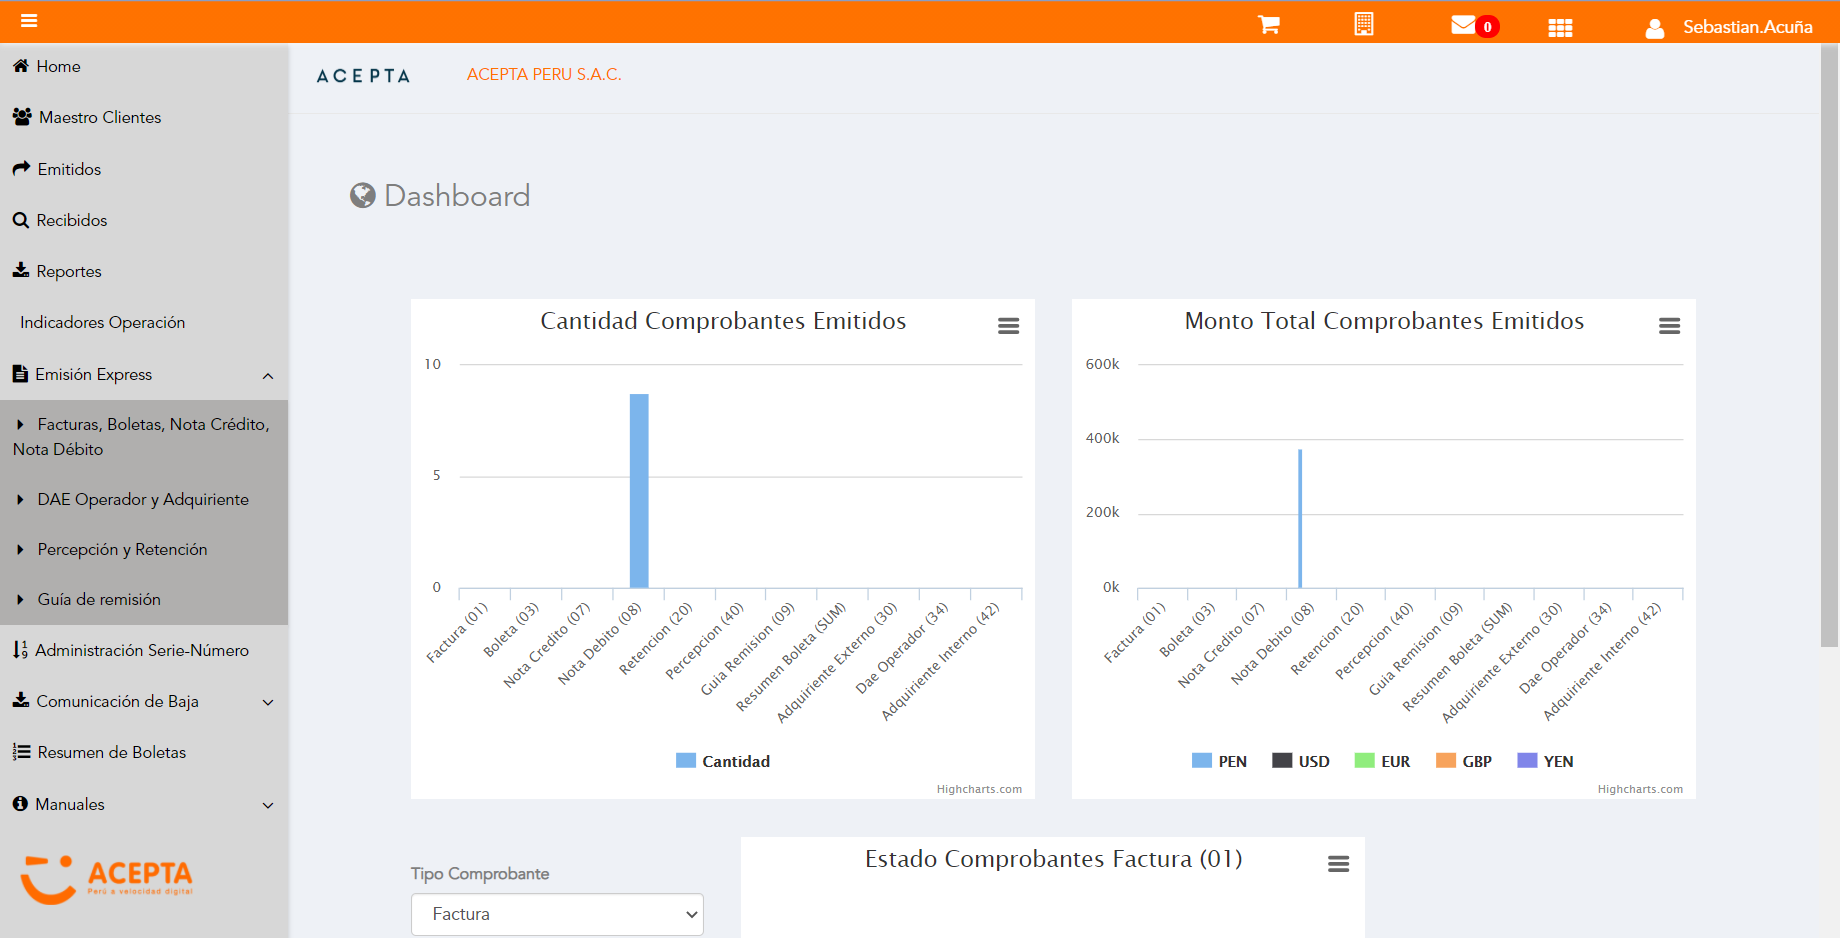 0
Sebastian.Acuña
Home
Maestro Clientes
Emitidos
Recibidos
Reportes
Indicadores Operación
Emisión Express
Facturas, Boletas, Nota Crédito,
Nota Débito
DAE Operador y Adquiriente
Percepción y Retención
Guía de remisión
Administración Serie-Número
Comunicación de Baja
Resumen de Boletas
Manuales
ACEPTA
Perú a velocidad digital
ACEPTA
ACEPTA PERU S.A.C.
Dashboard
Cantidad Comprobantes Emitidos
10
5
0
Factura (01)
Boleta (03)
Nota Credito (07)
Nota Debito (08)
Retencion (20)
Percepcion (40)
Guia Remision (09)
Resumen Boleta (SUM)
Adquiriente Externo (30)
Dae Operador (34)
Adquiriente Interno (42)
Cantidad
Highcharts.com
Monto Total Comprobantes Emitidos
600k
400k
200k
0k
Factura (01)
Boleta (03)
Nota Credito (07)
Nota Debito (08)
Retencion (20)
Percepcion (40)
Guia Remision (09)
Resumen Boleta (SUM)
Adquiriente Externo (30)
Dae Operador (34)
Adquiriente Interno (42)
PEN USD EUR GBP YEN
Highcharts.com
Tipo Comprobante
Factura
Estado Comprobantes Factura (01)